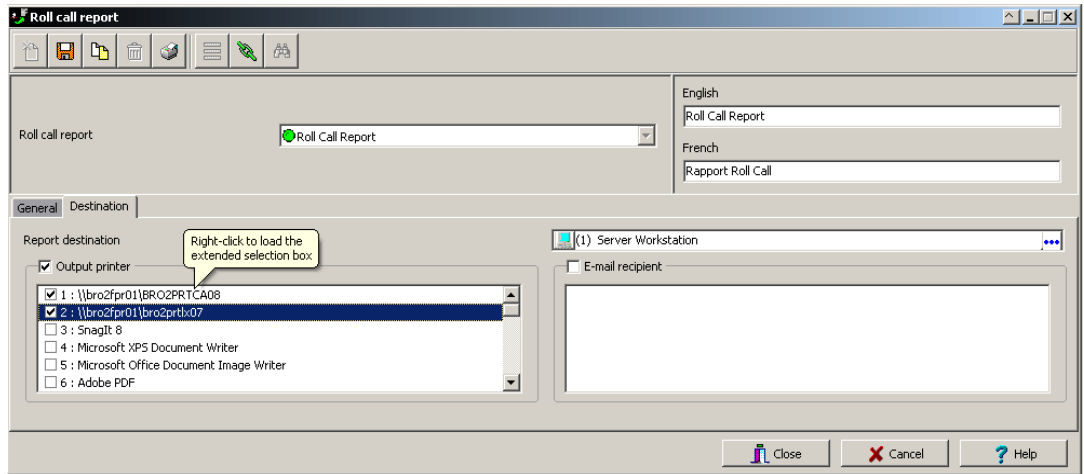 Roll call report
English
Roll Call Report
Roll call report
Roll Call Report
French
Rapport Roll Call
General
Destination
Report destination
Right-click to load the
extended selection box
(1) Server Workstation
Output printer
E-mail recipient
1 : \\bro2fpr01\BRO2PRTCA08
2 : \\bro2fpr01\bro2prtlx07
3 : SnagIt 8
4 : Microsoft XPS Document Writer
5 : Microsoft Office Document Image Writer
6 : Adobe PDF
Close
Cancel
Help